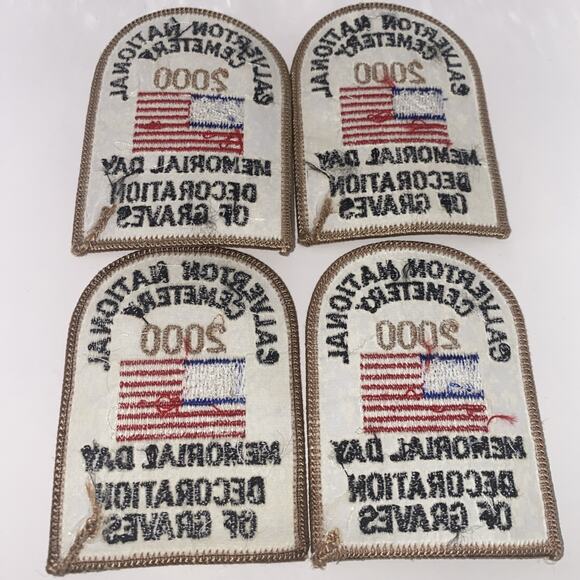 CALVERTON NATIONAL
CEMETERY
2000
MEMORIAL DAY
DECORATION
OF GRAVES
CALVERTON NATIONAL
CEMETERY
2000
MEMORIAL DAY
DECORATION
OF GRAVES
CALVERTON NATIONAL
CEMETERY
2000
MEMORIAL DAY
DECORATION
OF GRAVES
CALVERTON NATIONAL
CEMETERY
2000
MEMORIAL DAY
DECORATION
OF GRAVES